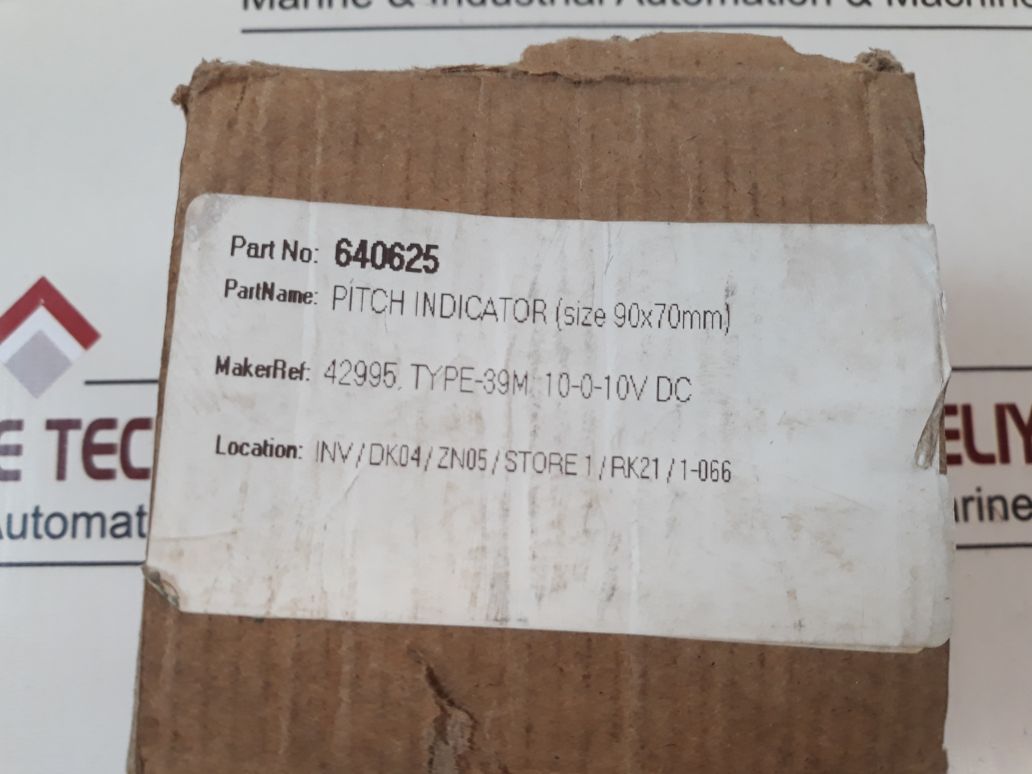 Marine & Industrial Automation & Machine
Part No: 640625
PartName: PITCH INDICATOR (size 90x70mm)
MakerRef: 42995, TYPE-39M, 10-0-10V DC
Location: INV/DK04/ZN05/STORE 1/RK21/1-066
E TEC
ELIY
Automat
arine